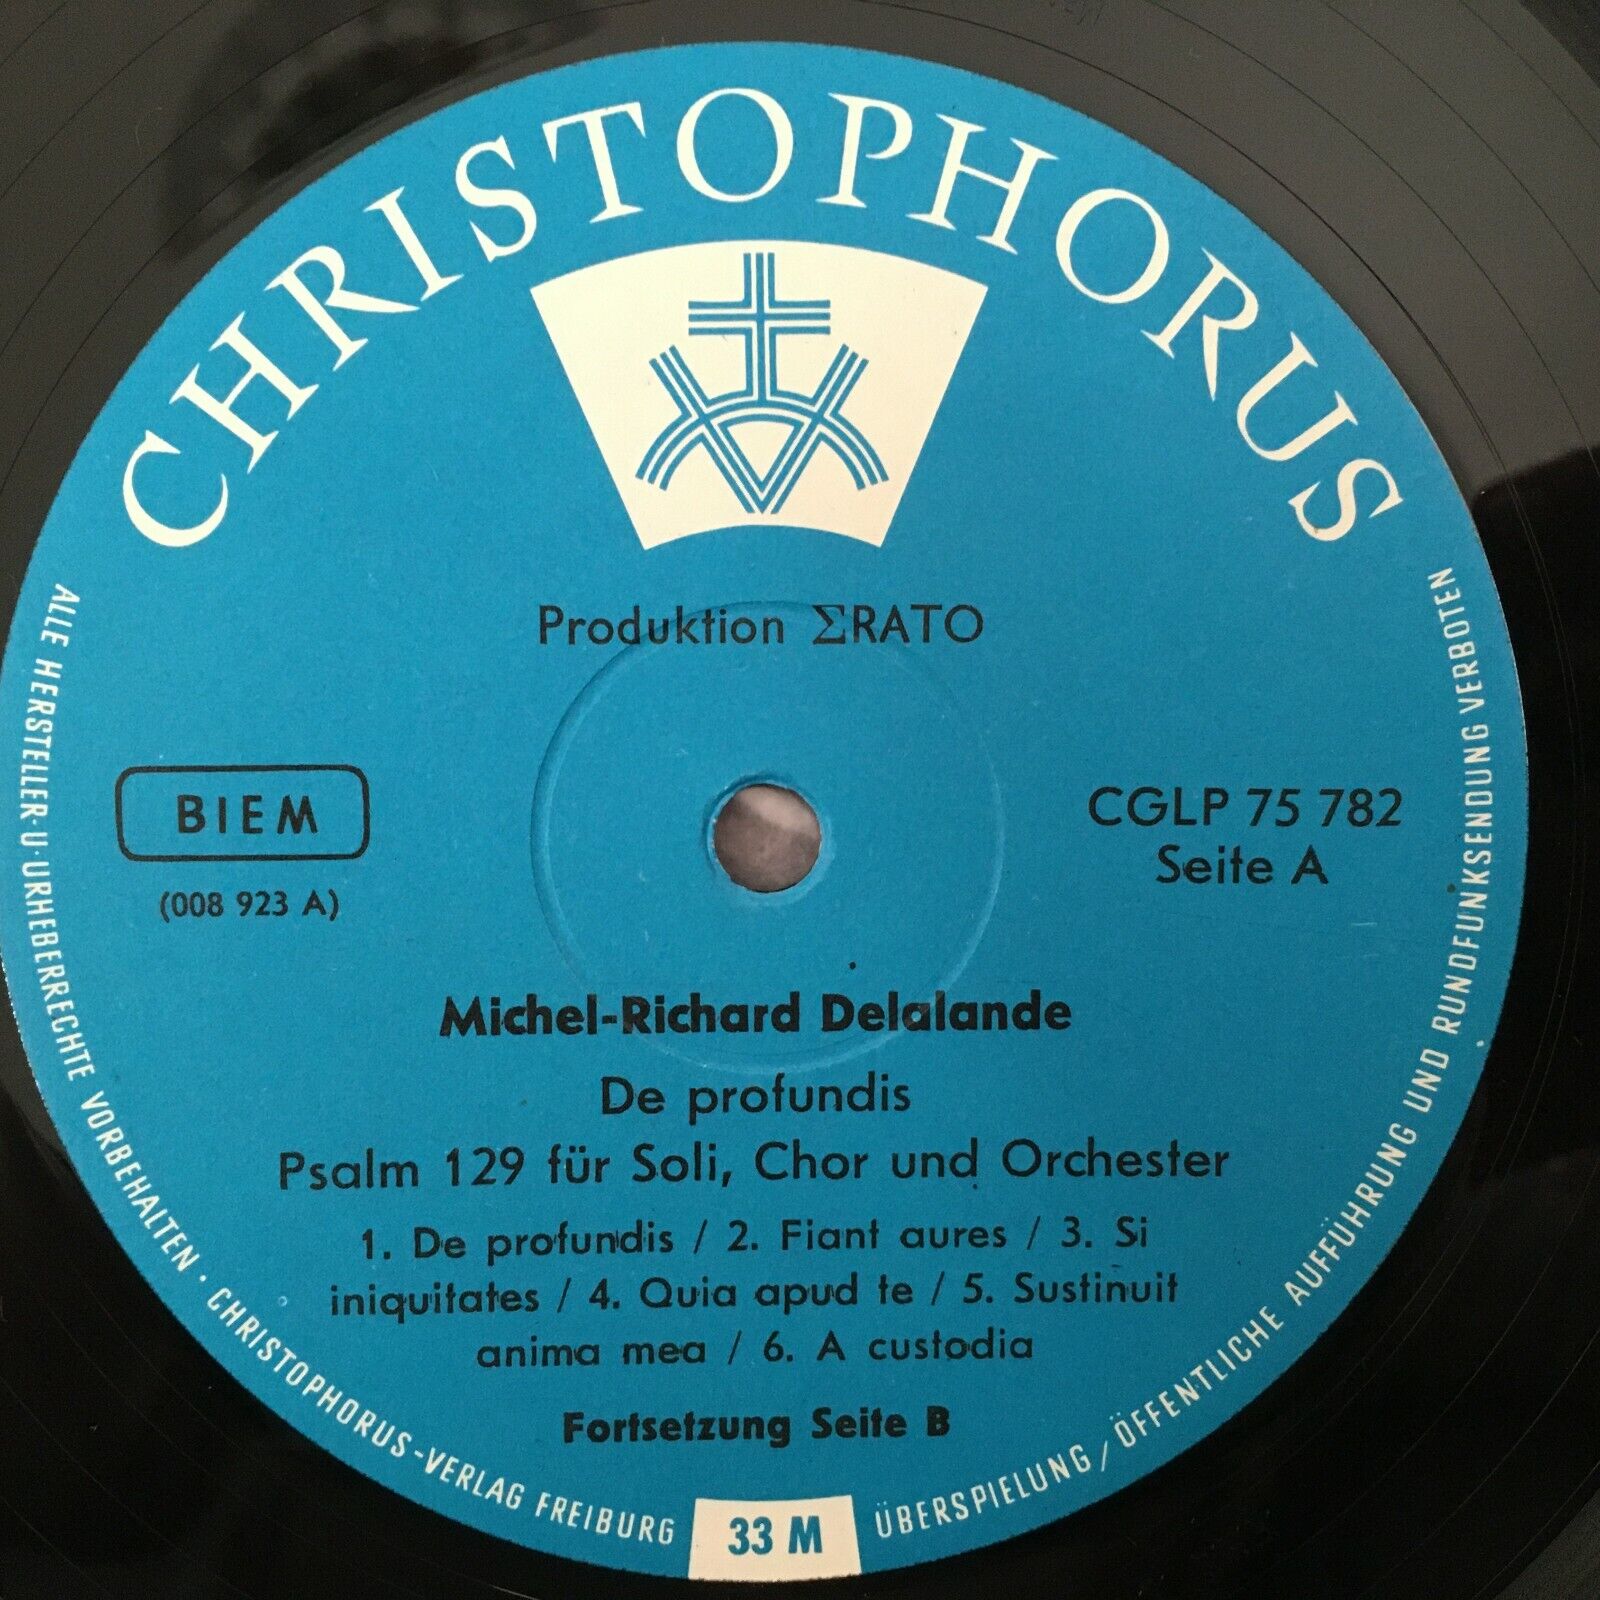 CHRISTOPHORUS
Produktion ΣRATO
BIEM
(008 923 A)
CGLP 75 782
Seite A
Michel-Richard Delalande
De profundis
Psalm 129 für Soli, Chor und Orchester
1. De profundis / 2. Fiant aures / 3. Si
iniquitates / 4. Quia apud te / 5. Sustinuit
anima mea / 6. A custodia
Fortsetzung Seite B
33 M
ALLE HERSTELLER-U·URHEBERRECHTE VORBEHALTEN · CHRISTOPHORUS-VERLAG FREIBURG
ÜBERSPIELUNG / ÖFFENTLICHE AUFFÜHRUNG UND RUNDFUNKSENDUNG VERBOTEN